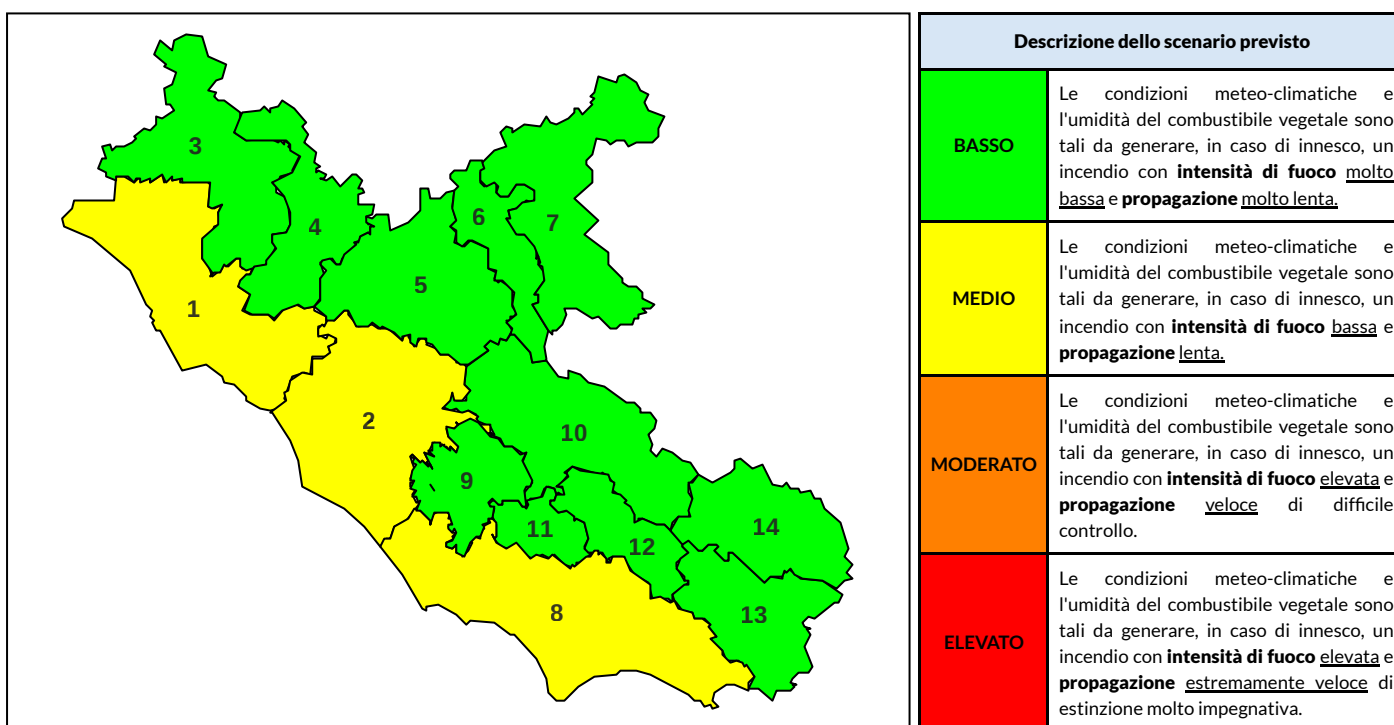 3
4
6
7
5
1
2
10
9
11
14
12
8
13
Descrizione dello scenario previsto
BASSO
Le condizioni meteo-climatiche e
l'umidità del combustibile vegetale sono
tali da generare, in caso di innesco, un
incendio con intensità di fuoco molto
bassa e propagazione molto lenta.
MEDIO
Le condizioni meteo-climatiche e
l'umidità del combustibile vegetale sono
tali da generare, in caso di innesco, un
incendio con intensità di fuoco bassa e
propagazione lenta.
MODERATO
Le condizioni meteo-climatiche e
l'umidità del combustibile vegetale sono
tali da generare, in caso di innesco, un
incendio con intensità di fuoco elevata e
propagazione veloce di difficile
controllo.
ELEVATO
Le condizioni meteo-climatiche e
l'umidità del combustibile vegetale sono
tali da generare, in caso di innesco, un
incendio con intensità di fuoco elevata e
propagazione estremamente veloce di
estinzione molto impegnativa.